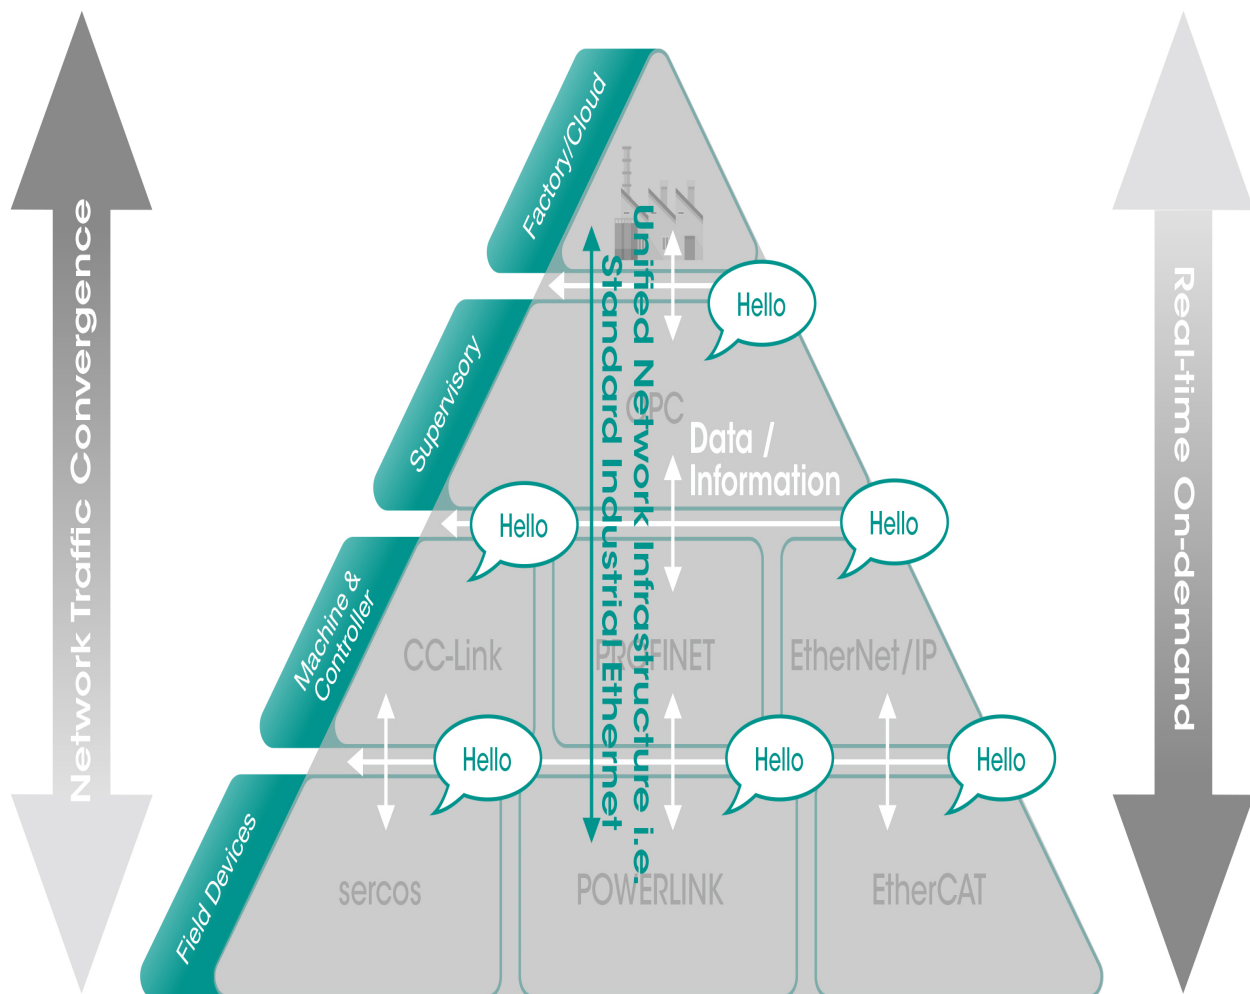 Network Traffic Convergence
Factory/Cloud
Supervisory
Machine &
Controller
Field Devices
Unified Network Infrastructure i.e.
Standard Industrial Ethernet
Hello
OPC
Data /
Information
Hello
Hello
CC-Link
PROFINET
EtherNet/IP
Hello
Hello
Hello
sercos
POWERLINK
EtherCAT
Real-time On-demand